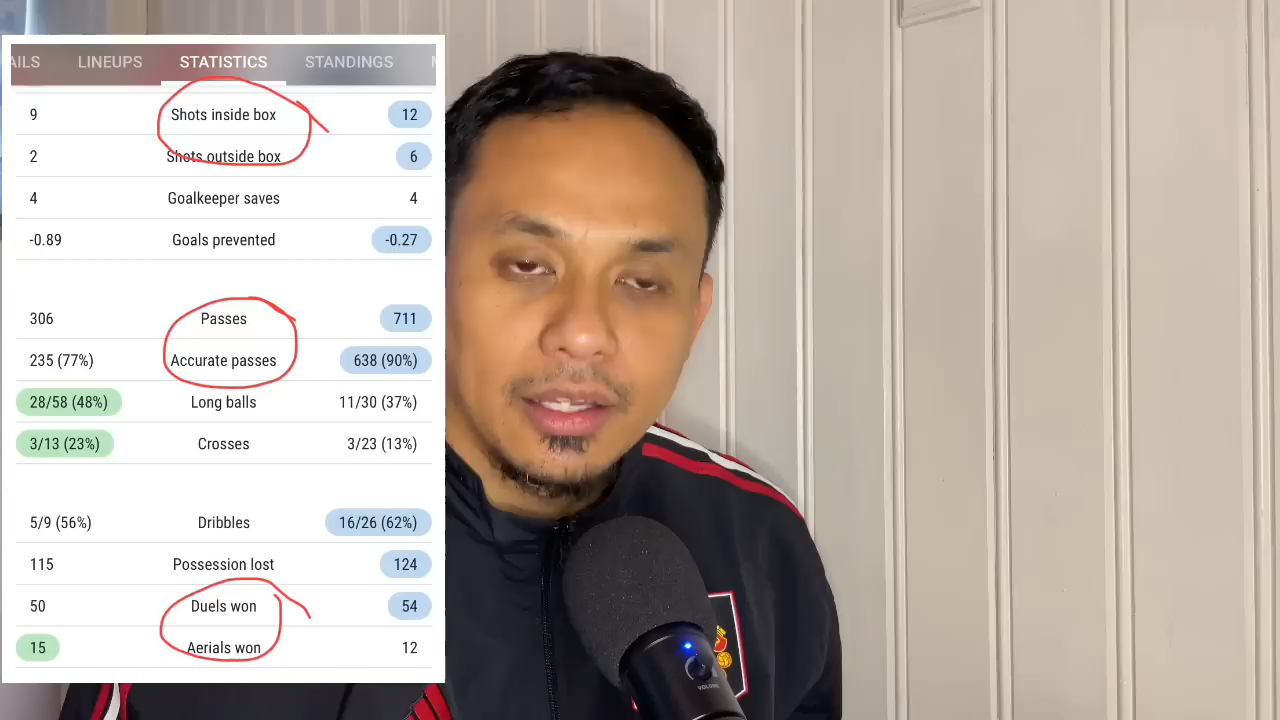 AILS LINEUPS STATISTICS STANDINGS
9 Shots inside box 12
2 Shots outside box 6
4 Goalkeeper saves 4
-0.89 Goals prevented -0.27
306 Passes 711
235 (77%) Accurate passes 638 (90%)
28/58 (48%) Long balls 11/30 (37%)
3/13 (23%) Crosses 3/23 (13%)
5/9 (56%) Dribbles 16/26 (62%)
115 Possession lost 124
50 Duels won 54
15 Aerials won 12
VOLUME